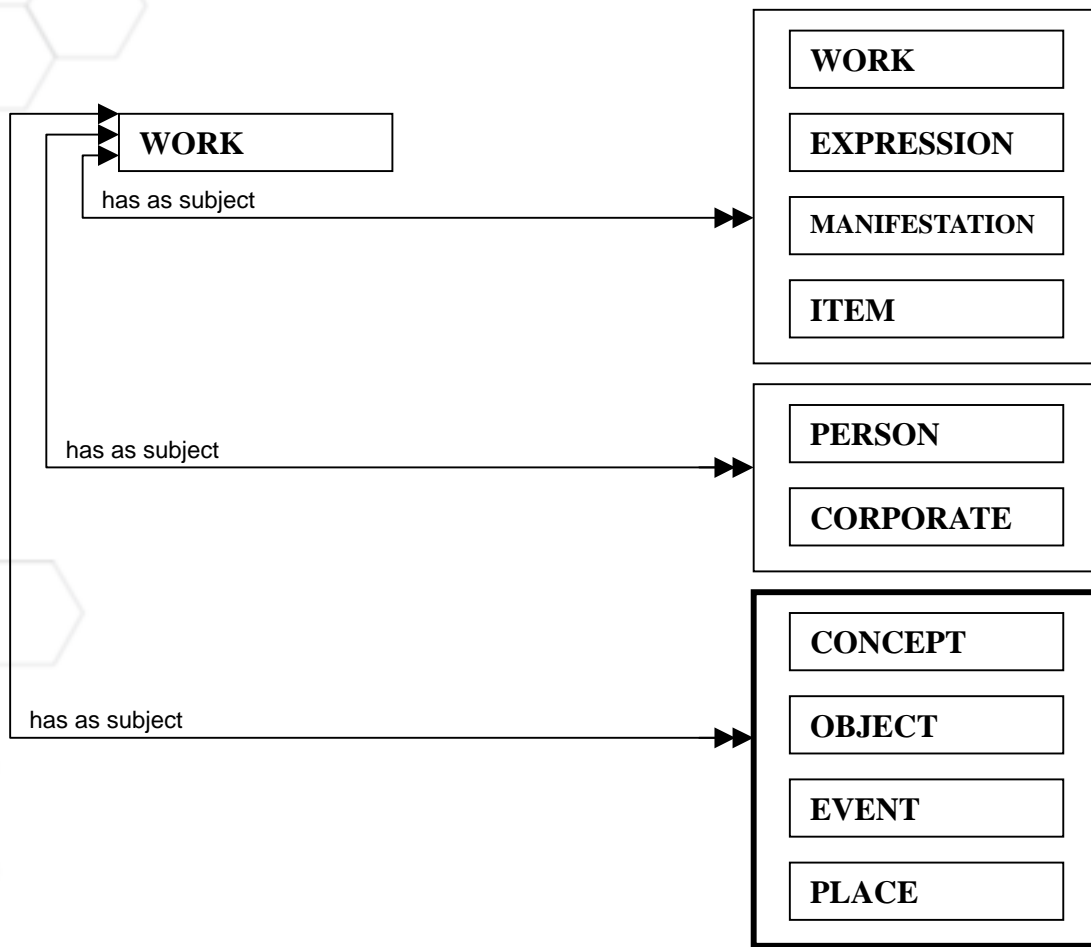 WORK
EXPRESSION
WORK
has as subject
MANIFESTATION
ITEM
PERSON
has as subject
CORPORATE
CONCEPT
has as subject
OBJECT
EVENT
PLACE